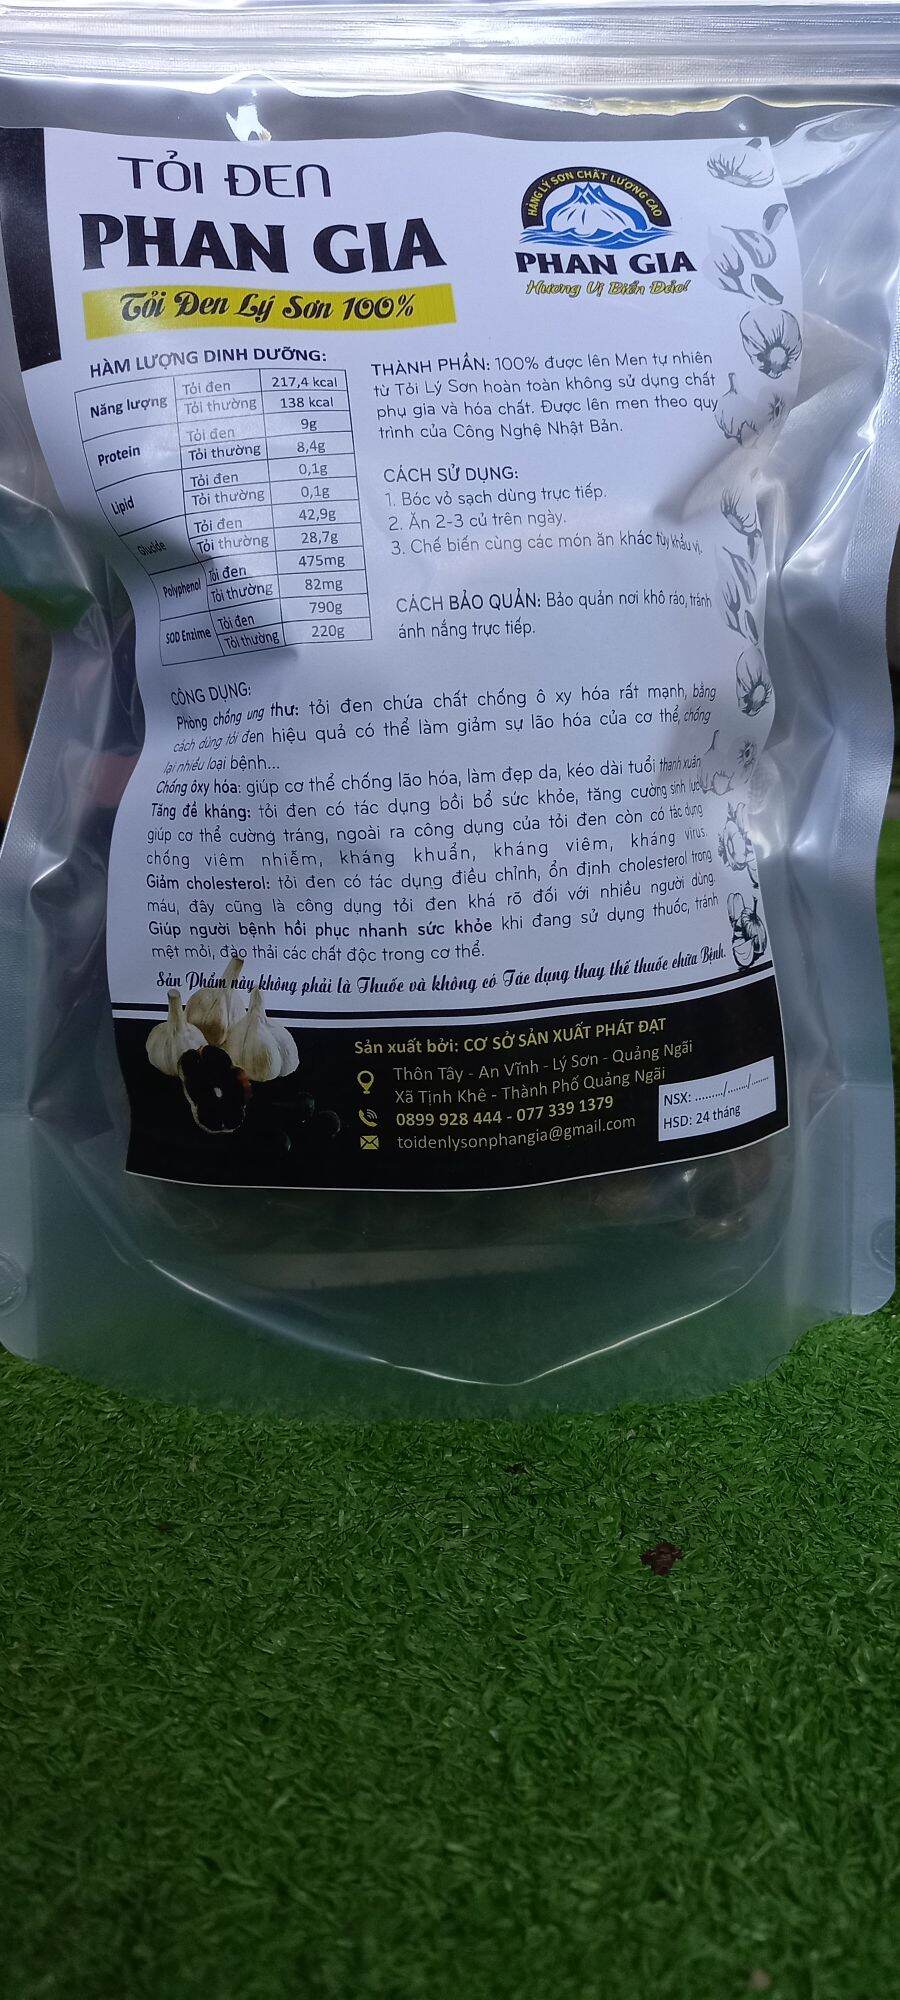 TỎI ĐEN
PHAN GIA
Tỏi Đen Lý Sơn 100%
HÀNG LÝ SƠN CHẤT LƯỢNG CAO
PHAN GIA
Hương Vị Biển Đảo!
HÀM LƯỢNG DINH DƯỠNG:
Năng lượng Tỏi đen 217,4 kcal
Tỏi thường 138 kcal
Protein Tỏi đen 9g
Tỏi thường 8,4g
Lipid Tỏi đen 0,1g
Tỏi thường 0,1g
Glucide Tỏi đen 42,9g
Tỏi thường 28,7g
Polyphenol Tỏi đen 475mg
Tỏi thường 82mg
SOD Enzime Tỏi đen 790g
Tỏi thường 220g
THÀNH PHẦN: 100% được lên Men tự nhiên
từ Tỏi Lý Sơn hoàn toàn không sử dụng chất
phụ gia và hóa chất. Được lên men theo quy
trình của Công Nghệ Nhật Bản.
CÁCH SỬ DỤNG:
1. Bóc vỏ sạch dùng trực tiếp.
2. Ăn 2-3 củ trên ngày.
3. Chế biến cùng các món ăn khác tùy khẩu vị.
CÁCH BẢO QUẢN: Bảo quản nơi khô ráo, tránh
ánh nắng trực tiếp.
CÔNG DỤNG:
Phòng chống ung thư: tỏi đen chứa chất chống ô xy hóa rất mạnh, bằng
cách dùng tỏi đen hiệu quả có thể làm giảm sự lão hóa của cơ thể, chống
lại nhiều loại bệnh...
Chống ôxy hóa: giúp cơ thể chống lão hóa, làm đẹp da, kéo dài tuổi thanh xuân
Tăng đề kháng: tỏi đen có tác dụng bồi bổ sức khỏe, tăng cường sinh lực
giúp cơ thể cường tráng, ngoài ra công dụng của tỏi đen còn có tác dụng
chống viêm nhiễm, kháng khuẩn, kháng viêm, kháng virus.
Giảm cholesterol: tỏi đen có tác dụng điều chỉnh, ổn định cholesterol trong
máu, đây cũng là công dụng tỏi đen khá rõ đối với nhiều người dùng.
Giúp người bệnh hồi phục nhanh sức khỏe khi đang sử dụng thuốc, tránh
mệt mỏi, đào thải các chất độc trong cơ thể.
Sản Phẩm này không phải là Thuốc và không có Tác dụng thay thế thuốc chữa Bệnh.
Sản xuất bởi: CƠ SỞ SẢN XUẤT PHÁT ĐẠT
Thôn Tây - An Vĩnh - Lý Sơn - Quảng Ngãi
Xã Tịnh Khê - Thành Phố Quảng Ngãi
0899 928 444 - 077 339 1379
toidenlysonphangia@gmail.com
NSX: ........./......../........
HSD: 24 tháng